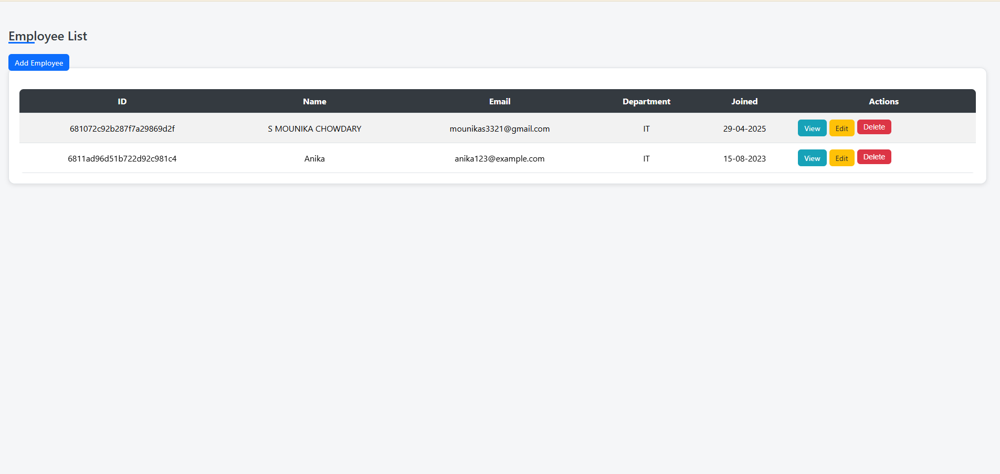 Employee List
Add Employee
ID Name Email Department Joined Actions
681072c92b287f7a29869d2f S MOUNIKA CHOWDARY mounikas3321@gmail.com IT 29-04-2025 View Edit Delete
6811ad96d51b722d92c981c4 Anika anika123@example.com IT 15-08-2023 View Edit Delete